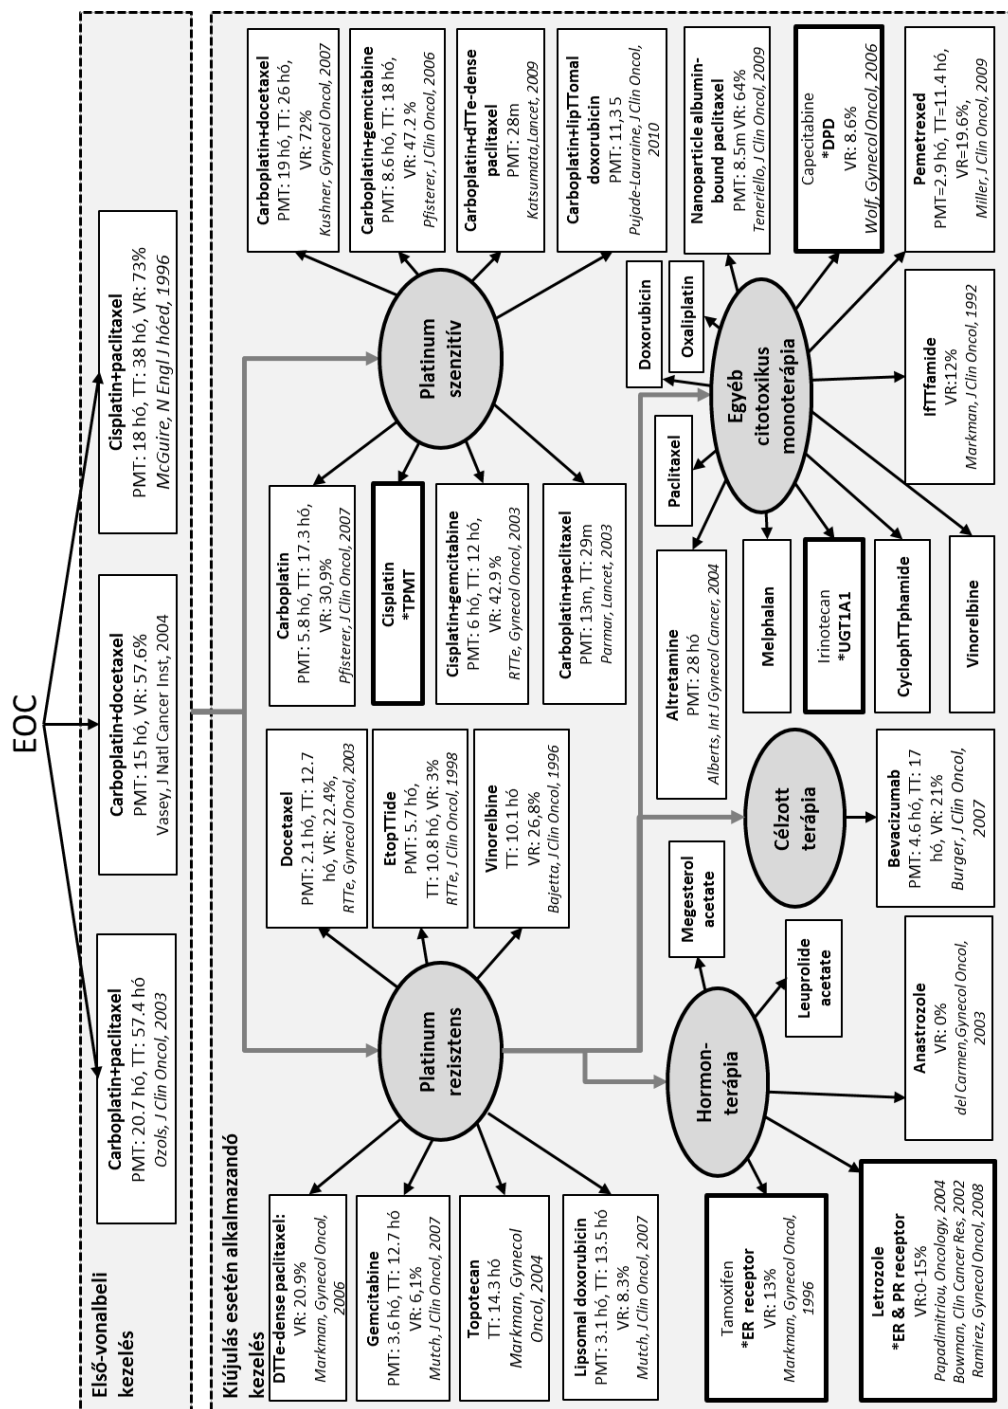 EOC
Első-vonalbeli
kezelés
Carboplatin+paclitaxel
PMT: 20.7 hó, TT: 57.4 hó
Ozols, J Clin Oncol, 2003
Carboplatin+docetaxel
PMT: 15 hó, VR: 57.6%
Vasey, J Natl Cancer Inst, 2004
Cisplatin+paclitaxel
PMT: 18 hó, TT: 38 hó, VR: 73%
McGuire, N Engl J hóed, 1996
Kiújulás esetén alkalmazandó
kezelés
Platinum
rezisztens
DTTe-dense paclitaxel:
VR: 20.9%
Markman, Gynecol Oncol,
2006
Gemcitabine
PMT: 3.6 hó, TT: 12.7 hó
VR: 6,1%
Mutch, J Clin Oncol, 2007
Topotecan
TT: 14.3 hó
Markman, Gynecol
Oncol, 2004
Lipsomal doxorubicin
PMT: 3.1 hó, TT: 13.5 hó
VR: 8.3%
Mutch, J Clin Oncol, 2007
Docetaxel
PMT: 2.1 hó, TT: 12.7
hó, VR: 22.4%,
RTTe, Gynecol Oncol, 2003
EtopTTide
PMT: 5.7 hó,
TT: 10.8 hó, VR: 3%
RTTe, J Clin Oncol, 1998
Vinorelbine
TT: 10.1 hó
VR: 26,8%
Bajetta, J Clin Oncol, 1996
Platinum
szenzitív
Carboplatin
PMT: 5.8 hó, TT: 17.3 hó,
VR: 30,9%
Pfisterer, J Clin Oncol, 2007
Cisplatin
*TPMT
Cisplatin+gemcitabine
PMT: 6 hó, TT: 12 hó,
VR: 42.9 %
RTTe, Gynecol Oncol, 2003
Carboplatin+paclitaxel
PMT: 13m, TT: 29m
Parmar, Lancet, 2003
Carboplatin+docetaxel
PMT: 19 hó, TT: 26 hó,
VR: 72%
Kushner, Gynecol Oncol, 2007
Carboplatin+gemcitabine
PMT: 8.6 hó, TT: 18 hó,
VR: 47.2 %
Pfisterer, J Clin Oncol, 2006
Carboplatin+dTTe-dense
paclitaxel
PMT: 28m
Katsumata,Lancet, 2009
Carboplatin+lipTTomal
doxorubicin
PMT: 11,3 5
Pujade-Lauraine, J Clin Oncol,
2010
Hormon-
terápia
Megesterol
acetate
Leuprolide
acetate
Tamoxifen
*ER receptor
VR: 13%
Markman, Gynecol Oncol,
1996
Letrozole
*ER & PR receptor
VR:0-15%
Papadimitriou, Oncology, 2004
Bowman, Clin Cancer Res, 2002
Ramirez, Gynecol Oncol, 2008
Anastrozole
VR: 0%
del Carmen,Gynecol Oncol,
2003
Célzott
terápia
Bevacizumab
PMT: 4.6 hó, TT: 17
hó, VR: 21%
Burger, J Clin Oncol,
2007
Egyéb
citotoxikus
monoterápia
Altretamine
PMT: 28 hó
Alberts, Int J Gynecol Cancer, 2004
Melphalan
Irinotecan
*UGT1A1
CyclophTTphamide
Vinorelbine
Paclitaxel
Doxorubicin
Oxaliplatin
Nanoparticle albumin-
bound paclitaxel
PMT: 8.5m VR: 64%
Teneriello, J Clin Oncol, 2009
Capecitabine
*DPD
VR: 8.6%
Wolf, Gynecol Oncol, 2006
Pemetrexed
PMT=2.9 hó, TT=11.4 hó,
VR=19.6%,
Miller, J Clin Oncol, 2009
IfTTfamide
VR:12%
Markman, J Clin Oncol, 1992